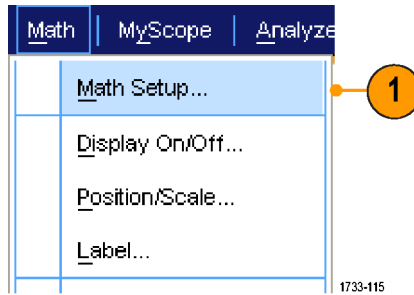 Math | MyScope | Analyze
Math Setup...
1
Display On/Off...
Position/Scale...
Label...
1733-115